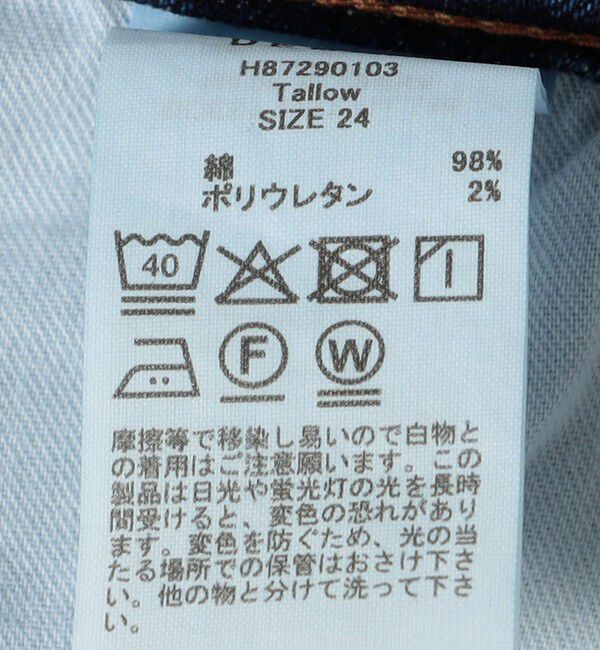 H87290103
Tallow
SIZE 24
綿 98%
ポリウレタン 2%
40
F
W
摩擦等で移染し易いので白物と
の着用はご注意願います。この
製品は日光や蛍光灯の光を長時
間受けると、変色の恐れがあり
ます。変色を防ぐため、光の当
たる場所での保管はおさけ下さ
い。他の物と分けて洗って下さ
い。